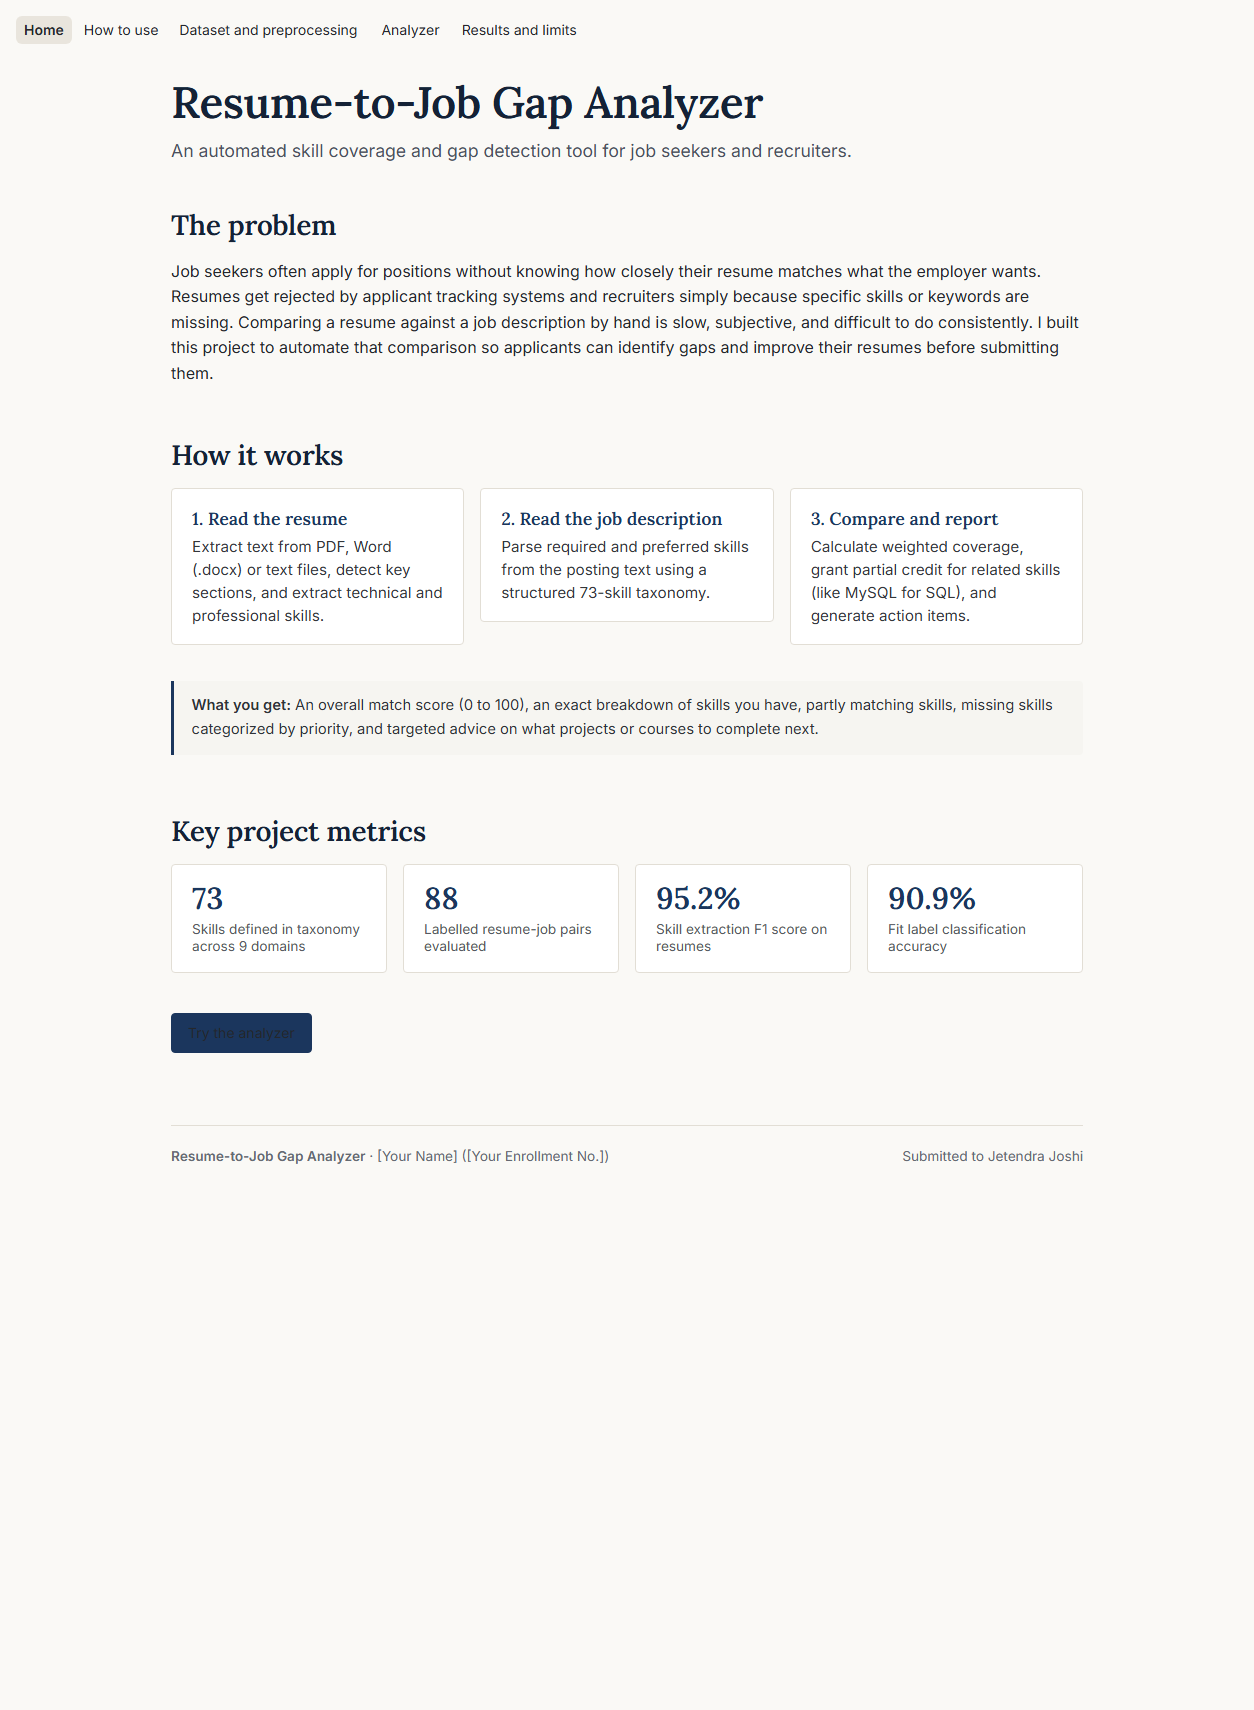 Home How to use Dataset and preprocessing Analyzer Results and limits
Resume-to-Job Gap Analyzer
An automated skill coverage and gap detection tool for job seekers and recruiters.
The problem
Job seekers often apply for positions without knowing how closely their resume matches what the employer wants.
Resumes get rejected by applicant tracking systems and recruiters simply because specific skills or keywords are
missing. Comparing a resume against a job description by hand is slow, subjective, and difficult to do consistently. I built
this project to automate that comparison so applicants can identify gaps and improve their resumes before submitting
them.
How it works
1. Read the resume
Extract text from PDF, Word
(.docx) or text files, detect key
sections, and extract technical and
professional skills.
2. Read the job description
Parse required and preferred skills
from the posting text using a
structured 73-skill taxonomy.
3. Compare and report
Calculate weighted coverage,
grant partial credit for related skills
(like MySQL for SQL), and
generate action items.
What you get: An overall match score (0 to 100), an exact breakdown of skills you have, partly matching skills, missing skills
categorized by priority, and targeted advice on what projects or courses to complete next.
Key project metrics
73
Skills defined in taxonomy
across 9 domains
88
Labelled resume-job pairs
evaluated
95.2%
Skill extraction F1 score on
resumes
90.9%
Fit label classification
accuracy
Try the analyzer
Resume-to-Job Gap Analyzer · [Your Name] ([Your Enrollment No.])
Submitted to Jetendra Joshi